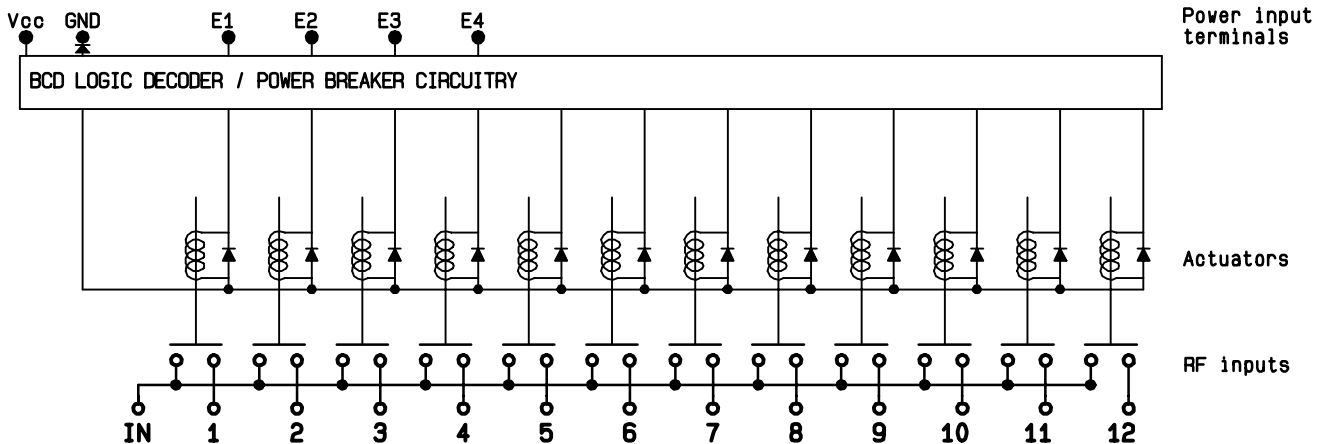 Vcc GND E1 E2 E3 E4
Power input
terminals
BCD LOGIC DECODER / POWER BREAKER CIRCUITRY
Actuators
RF inputs
IN 1 2 3 4 5 6 7 8 9 10 11 12